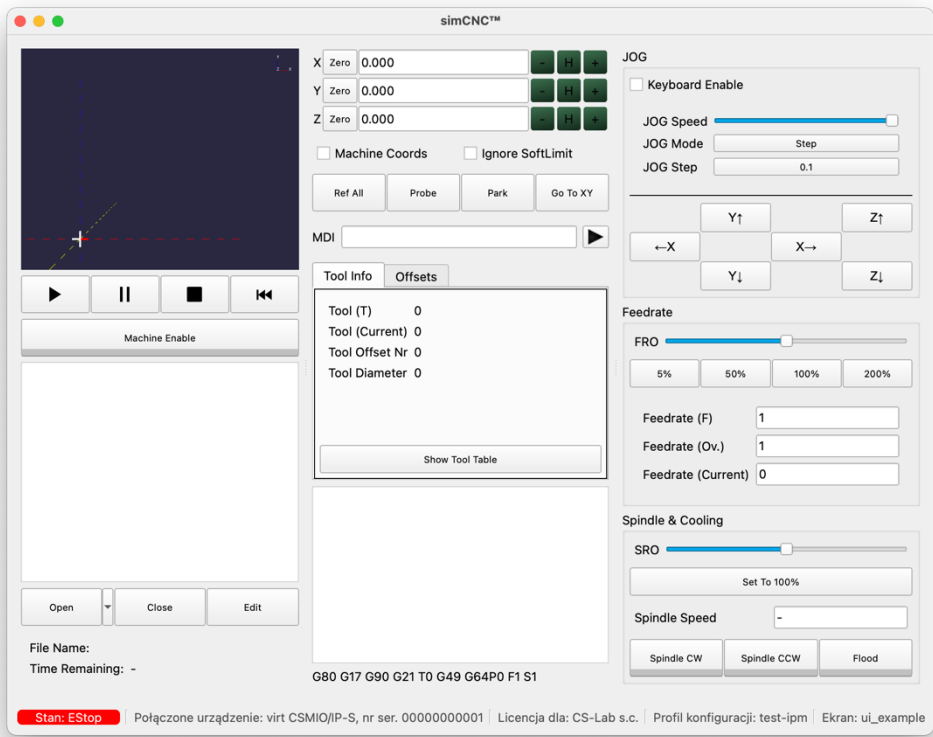 simCNC™
X Zero 0.000 - H +
Y Zero 0.000 - H +
Z Zero 0.000 - H +
Machine Coords Ignore SoftLimit
Ref All Probe Park Go To XY
MDI
Tool Info Offsets
Tool (T) 0
Tool (Current) 0
Tool Offset Nr 0
Tool Diameter 0
Show Tool Table
G80 G17 G90 G21 T0 G49 G64P0 F1 S1
Machine Enable
Open Close Edit
File Name:
Time Remaining: -
JOG
Keyboard Enable
JOG Speed
JOG Mode Step
JOG Step 0.1
Y↑ Z↑
←X X→
Y↓ Z↓
Feedrate
FRO
5% 50% 100% 200%
Feedrate (F) 1
Feedrate (Ov.) 1
Feedrate (Current) 0
Spindle & Cooling
SRO
Set To 100%
Spindle Speed -
Spindle CW Spindle CCW Flood
Stan: EStop Połączone urządzenie: virt CSMIO/IP-S, nr ser. 00000000001 Licencja dla: CS-Lab s.c. Profil konfiguracji: test-ipm Ekran: ui_example